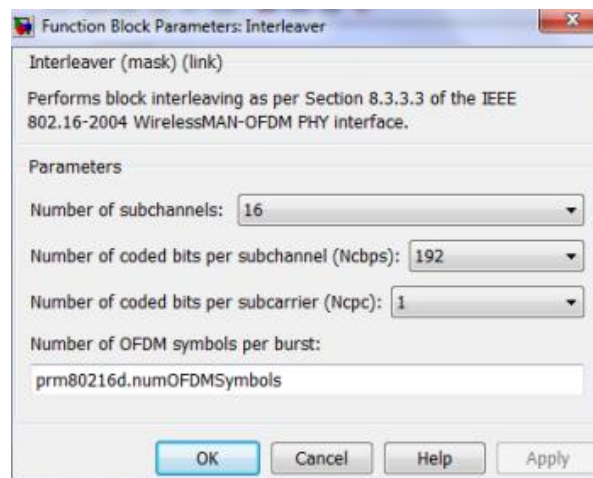 Function Block Parameters: Interleaver
Interleaver (mask) (link)
Performs block interleaving as per Section 8.3.3.3 of the IEEE
802.16-2004 WirelessMAN-OFDM PHY interface.
Parameters
Number of subchannels: 16
Number of coded bits per subchannel (Ncbps): 192
Number of coded bits per subcarrier (Ncpc): 1
Number of OFDM symbols per burst:
prm80216d.numOFDMSymbols
OK Cancel Help Apply